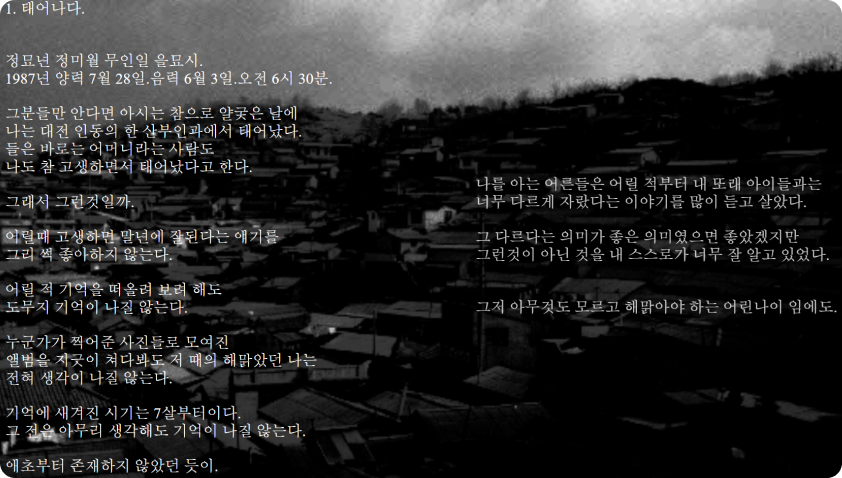 1. 태어나다.
정묘년 정미월 무인일 을묘시.
1987년 양력 7월 28일.음력 6월 3일.오전 6시 30분.
그분들만 안다면 아시는 참으로 얄궂은 날에
나는 대전 인동의 한 산부인과에서 태어났다.
들은 바로는 어머니라는 사람도
나도 참 고생하면서 태어났다고 한다.
그래서 그런것일까.
어릴때 고생하면 말년에 잘된다는 얘기를
그리 썩 좋아하지 않는다.
어릴 적 기억을 떠올려 보려 해도
도무지 기억이 나질 않는다.
누군가가 찍어준 사진들로 모여진
앨범을 지긋이 쳐다봐도 저 때의 해맑았던 나는
전혀 생각이 나질 않는다.
기억에 새겨진 시기는 7살부터이다.
그 전은 아무리 생각해도 기억이 나질 않는다.
애초부터 존재하지 않았던 듯이.
나를 아는 어른들은 어릴 적부터 내 또래 아이들과는
너무 다르게 자랐다는 이야기를 많이 듣고 살았다.
그 다르다는 의미가 좋은 의미였으면 좋았겠지만
그런것이 아닌 것을 내 스스로가 너무 잘 알고 있었다.
그저 아무것도 모르고 해맑아야 하는 어린나이 임에도.